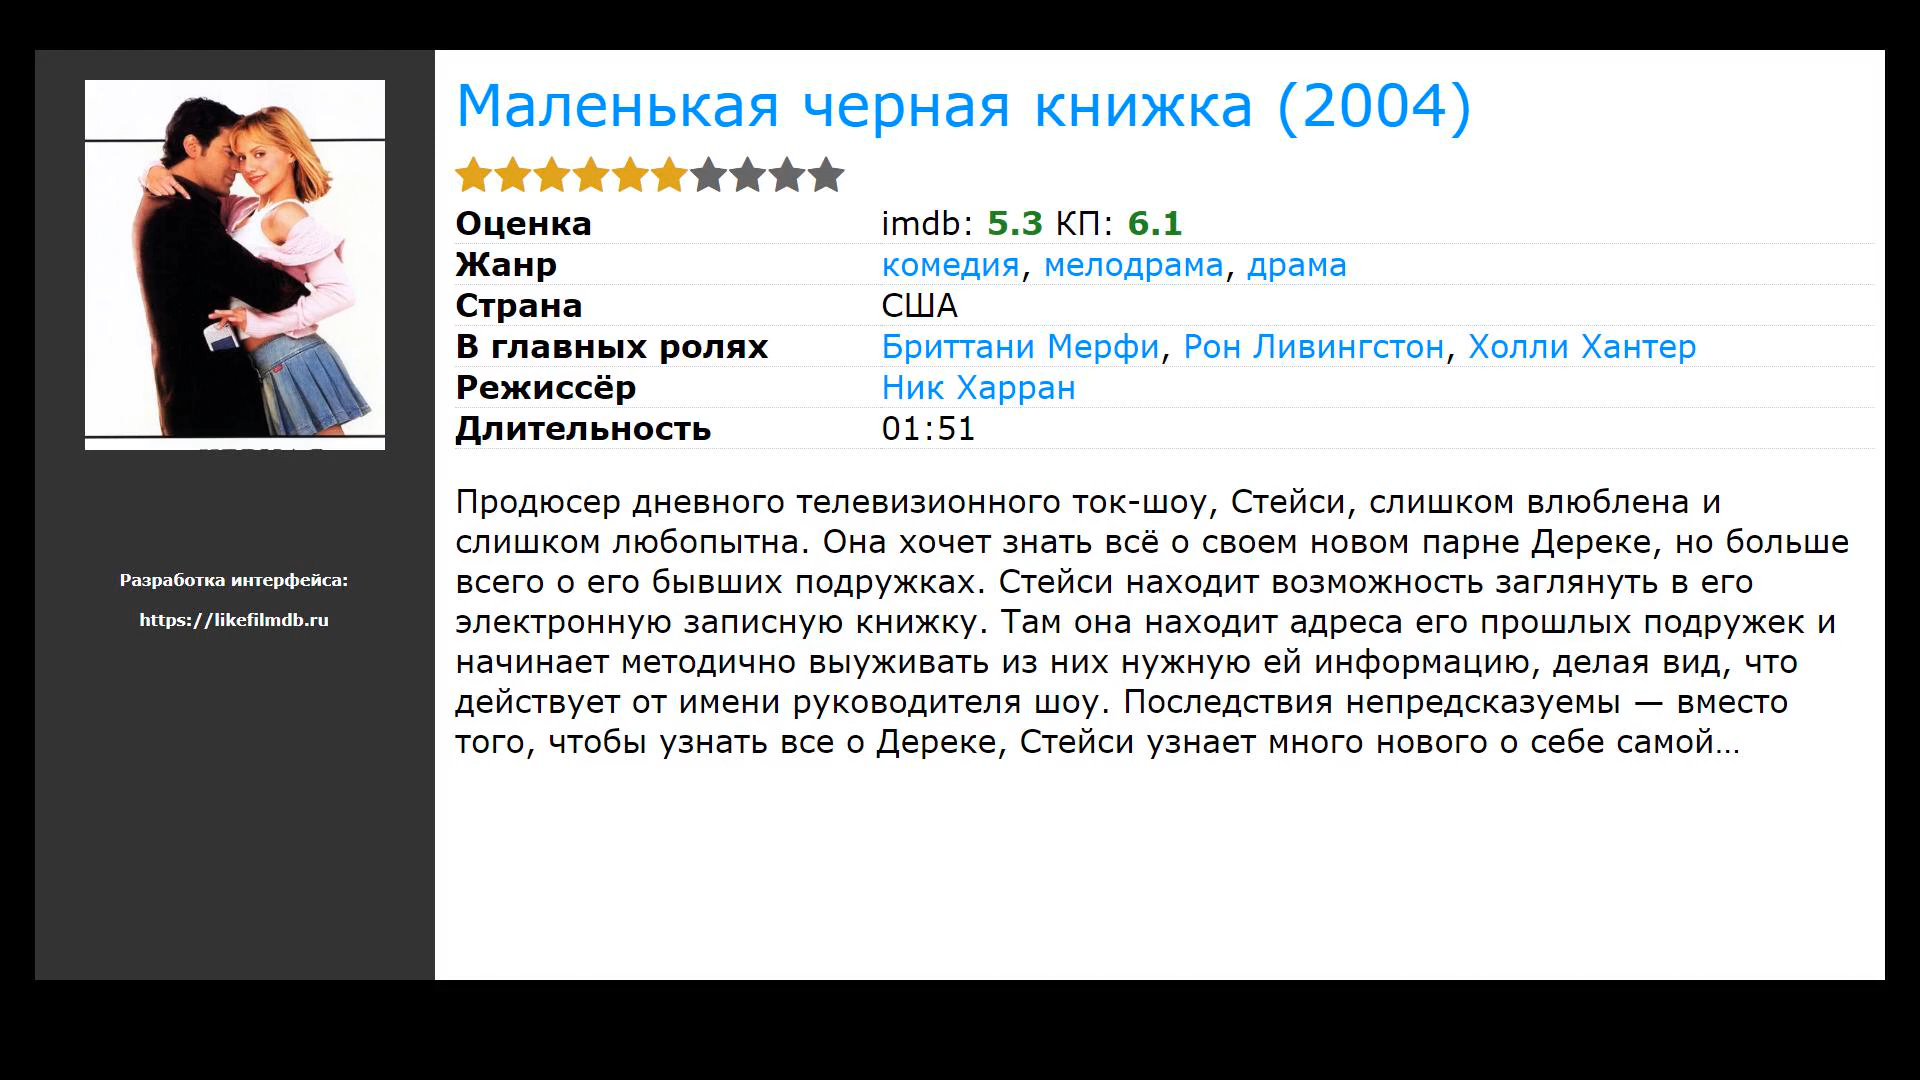 Маленькая черная книжка (2004)
Оценка imdb: 5.3 КП: 6.1
Жанр комедия, мелодрама, драма
Страна США
В главных ролях Бриттани Мерфи, Рон Ливингстон, Холли Хантер
Режиссёр Ник Харран
Длительность 01:51
Продюсер дневного телевизионного ток-шоу, Стейси, слишком влюблена и
слишком любопытна. Она хочет знать всё о своем новом парне Дереке, но больше
всего о его бывших подружках. Стейси находит возможность заглянуть в его
электронную записную книжку. Там она находит адреса его прошлых подружек и
начинает методично выуживать из них нужную ей информацию, делая вид, что
действует от имени руководителя шоу. Последствия непредсказуемы — вместо
того, чтобы узнать все о Дереке, Стейси узнает много нового о себе самой…
Разработка интерфейса:
https://likefilmdb.ru